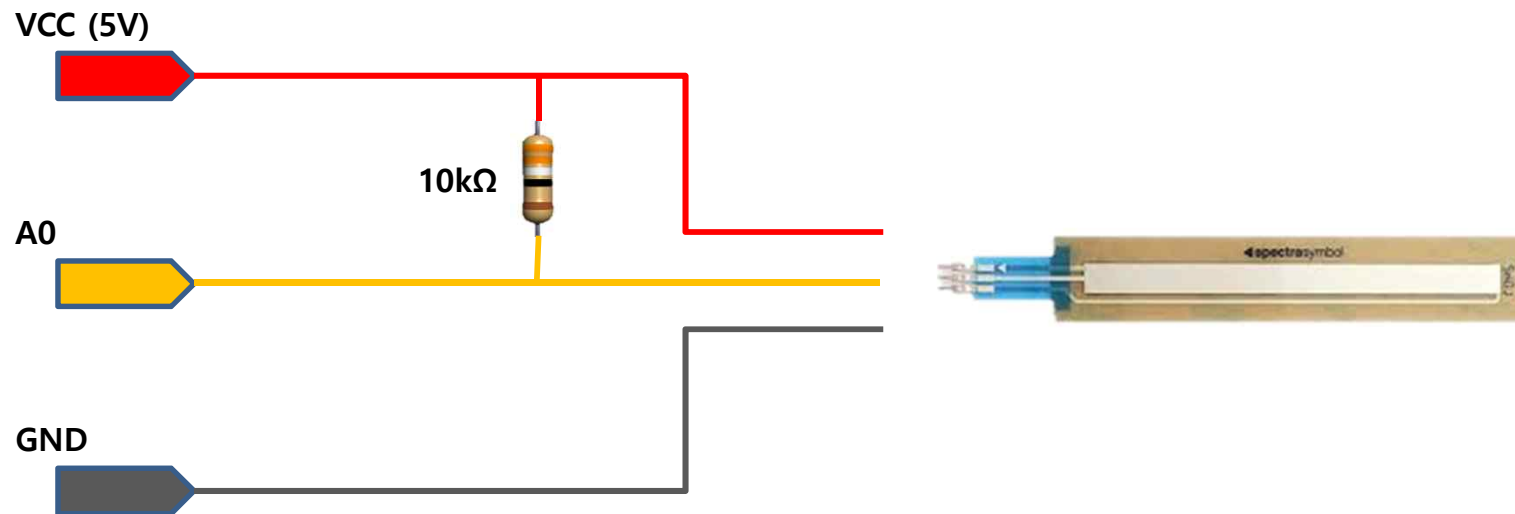 VCC (5V)
10kΩ
A0
spectrasymbol
GND